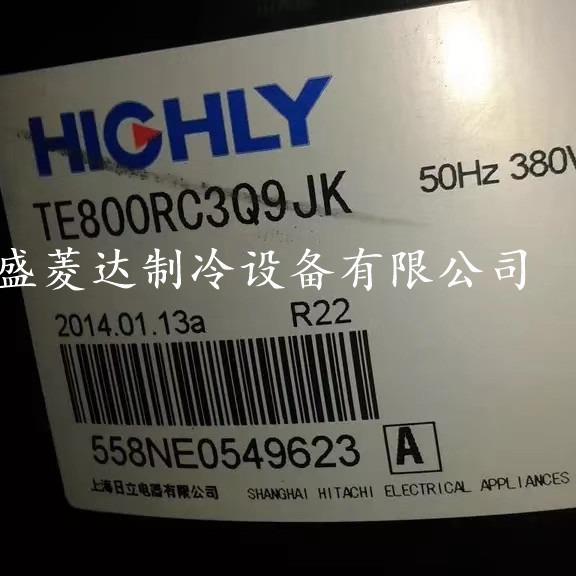 HIGHLY
TE800RC3Q9JK
50Hz 380V
盛菱达制冷设备有限公司
2014.01.13a
R22
558NE0549623
A
上海日立电器有限公司
SHANGHAI HITACHI ELECTRICAL APPLIANCES